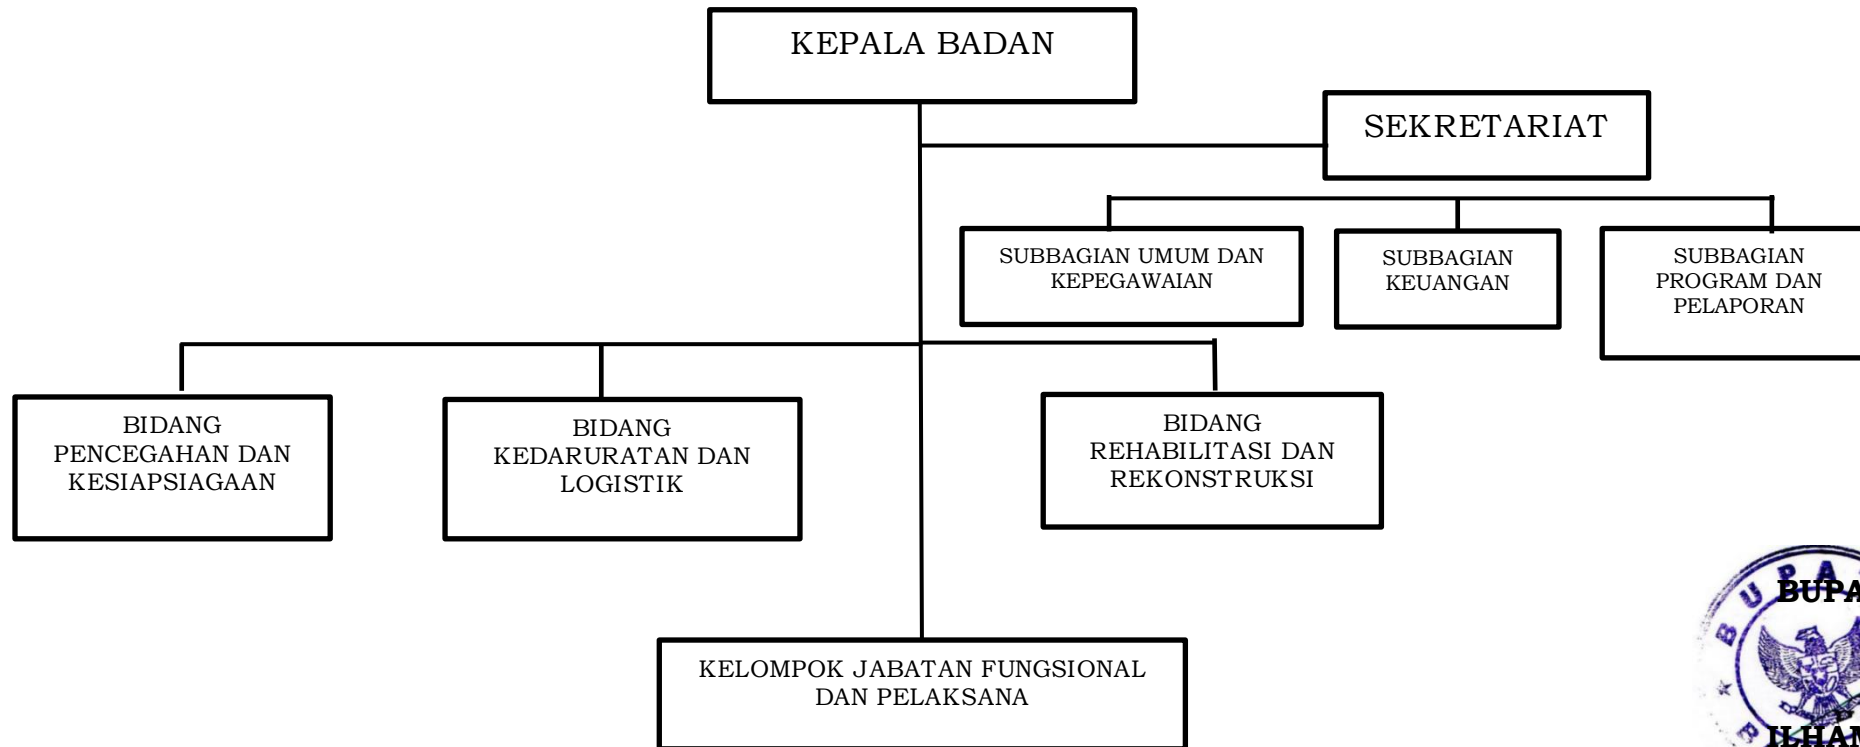 KEPALA BADAN
SEKRETARIAT
SUBBAGIAN UMUM DAN
KEPEGAWAIAN
SUBBAGIAN
KEUANGAN
SUBBAGIAN
PROGRAM DAN
PELAPORAN
BIDANG
PENCEGAHAN DAN
KESIAPSIAGAAN
BIDANG
KEDARURATAN DAN
LOGISTIK
BIDANG
REHABILITASI DAN
REKONSTRUKSI
KELOMPOK JABATAN FUNGSIONAL
DAN PELAKSANA